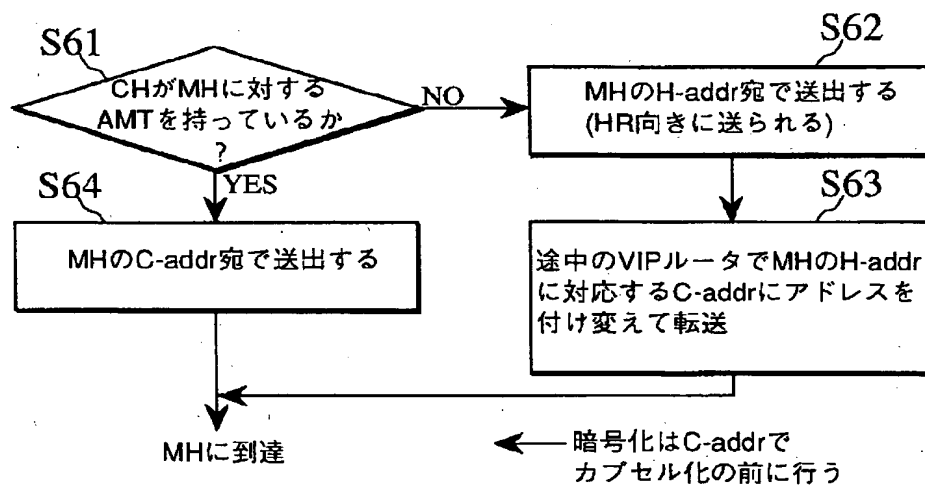 S61
CHがMHに対する
AMTを持っているか
?
NO
YES
S62
MHのH-addr宛で送出する
(HR向きに送られる)
S64
MHのC-addr宛で送出する
S63
途中のVIPルータでMHのH-addr
に対応するC-addrにアドレスを
付け変えて転送
MHに到達
暗号化はC-addrで
カプセル化の前に行う